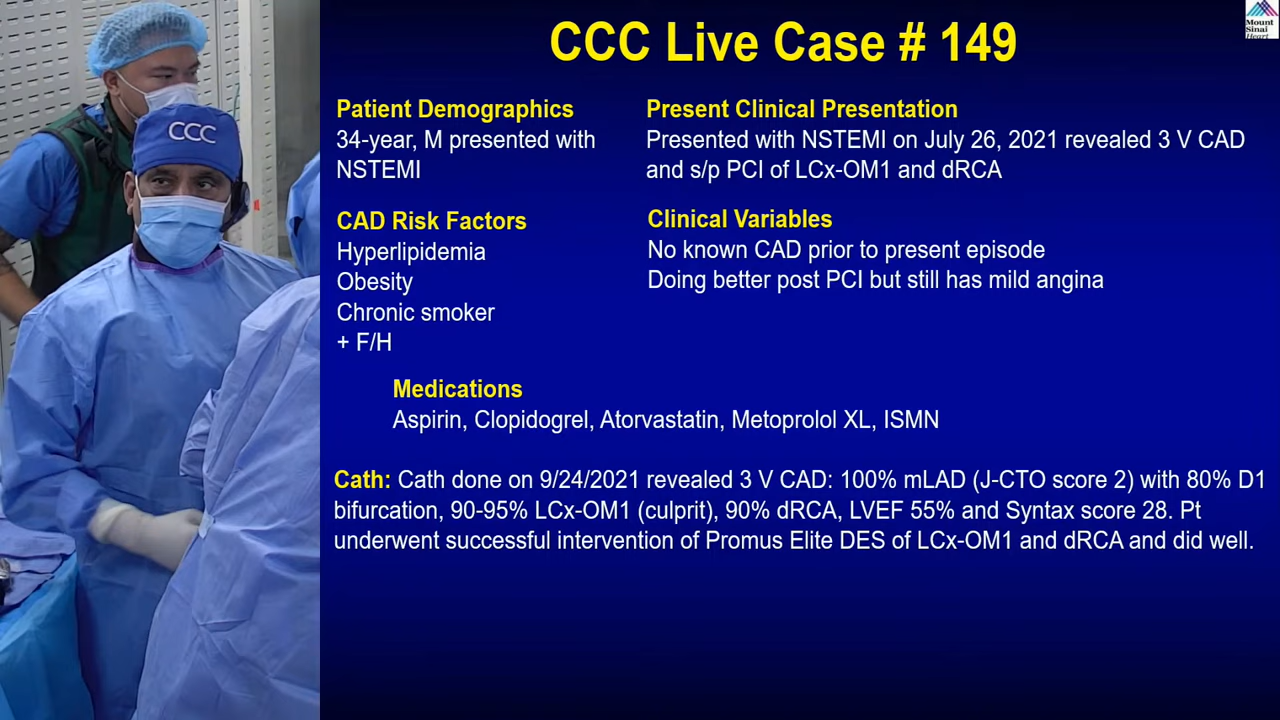 CCC Live Case # 149
Mount
Sinai
Heart
CCC
Patient Demographics
34-year, M presented with
NSTEMI
Present Clinical Presentation
Presented with NSTEMI on July 26, 2021 revealed 3 V CAD
and s/p PCI of LCx-OM1 and dRCA
CAD Risk Factors
Hyperlipidemia
Obesity
Chronic smoker
+ F/H
Clinical Variables
No known CAD prior to present episode
Doing better post PCI but still has mild angina
Medications
Aspirin, Clopidogrel, Atorvastatin, Metoprolol XL, ISMN
Cath: Cath done on 9/24/2021 revealed 3 V CAD: 100% mLAD (J-CTO score 2) with 80% D1
bifurcation, 90-95% LCx-OM1 (culprit), 90% dRCA, LVEF 55% and Syntax score 28. Pt
underwent successful intervention of Promus Elite DES of LCx-OM1 and dRCA and did well.